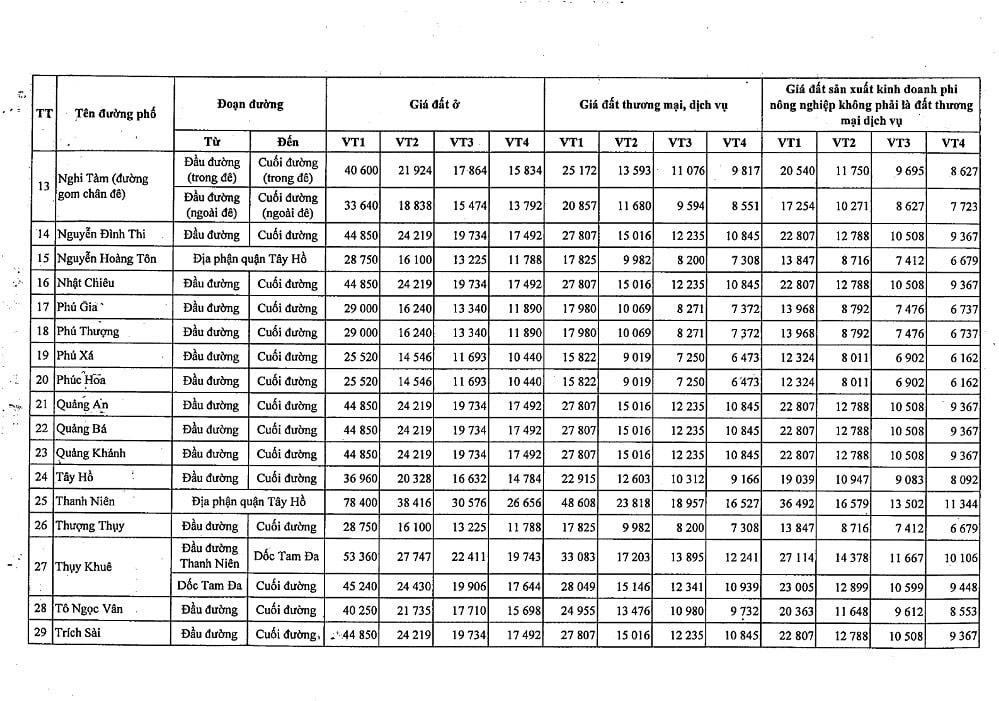 TT Tên đường phố Đoạn đường Giá đất ở Giá đất thương mại, dịch vụ Giá đất sản xuất kinh doanh phi nông nghiệp không phải là đất thương mại dịch vụ
Từ Đến VT1 VT2 VT3 VT4 VT1 VT2 VT3 VT4 VT1 VT2 VT3 VT4
13 Nghi Tàm (đường gom chân đê) Đầu đường (trong đê) Cuối đường (trong đê) 40 600 21 924 17 864 15 834 25 172 13 593 11 076 9 817 20 540 11 750 9 695 8 627
Đầu đường (ngoài đê) Cuối đường (ngoài đê) 33 640 18 838 15 474 13 792 20 857 11 680 9 594 8 551 17 254 10 271 8 627 7 723
14 Nguyễn Đình Thi Đầu đường Cuối đường 44 850 24 219 19 734 17 492 27 807 15 016 12 235 10 845 22 807 12 788 10 508 9 367
15 Nguyễn Hoàng Tôn Địa phận quận Tây Hồ 28 750 16 100 13 225 11 788 17 825 9 982 8 200 7 308 13 847 8 716 7 412 6 679
16 Nhật Chiêu Đầu đường Cuối đường 44 850 24 219 19 734 17 492 27 807 15 016 12 235 10 845 22 807 12 788 10 508 9 367
17 Phú Gia Đầu đường Cuối đường 29 000 16 240 13 340 11 890 17 980 10 069 8 271 7 372 13 968 8 792 7 476 6 737
18 Phú Thượng Đầu đường Cuối đường 29 000 16 240 13 340 11 890 17 980 10 069 8 271 7 372 13 968 8 792 7 476 6 737
19 Phú Xá Đầu đường Cuối đường 25 520 14 546 11 693 10 440 15 822 9 019 7 250 6 473 12 324 8 011 6 902 6 162
20 Phúc Hoa Đầu đường Cuối đường 25 520 14 546 11 693 10 440 15 822 9 019 7 250 6 473 12 324 8 011 6 902 6 162
21 Quảng An Đầu đường Cuối đường 44 850 24 219 19 734 17 492 27 807 15 016 12 235 10 845 22 807 12 788 10 508 9 367
22 Quảng Bá Đầu đường Cuối đường 44 850 24 219 19 734 17 492 27 807 15 016 12 235 10 845 22 807 12 788 10 508 9 367
23 Quảng Khánh Đầu đường Cuối đường 44 850 24 219 19 734 17 492 27 807 15 016 12 235 10 845 22 807 12 788 10 508 9 367
24 Tây Hồ Đầu đường Cuối đường 36 960 20 328 16 632 14 784 22 915 12 603 10 312 9 166 19 039 10 947 9 083 8 092
25 Thanh Niên Địa phận quận Tây Hồ 78 400 38 416 30 576 26 656 48 608 23 818 18 957 16 527 36 492 16 579 13 502 11 344
26 Thượng Thụy Đầu đường Cuối đường 28 750 16 100 13 225 11 788 17 825 9 982 8 200 7 308 13 847 8 716 7 412 6 679
27 Thụy Khuê Đầu đường Thanh Niên Dốc Tam Đa 53 360 27 747 22 411 19 743 33 083 17 203 13 895 12 241 27 114 14 378 11 667 10 106
Dốc Tam Đa Cuối đường 45 240 24 430 19 906 17 644 28 049 15 146 12 341 10 939 23 005 12 899 10 599 9 448
28 Tô Ngọc Vân Đầu đường Cuối đường 40 250 21 735 17 710 15 698 24 955 13 476 10 980 9 732 20 363 11 648 9 612 8 553
29 Trích Sài Đầu đường Cuối đường 44 850 24 219 19 734 17 492 27 807 15 016 12 235 10 845 22 807 12 788 10 508 9 367